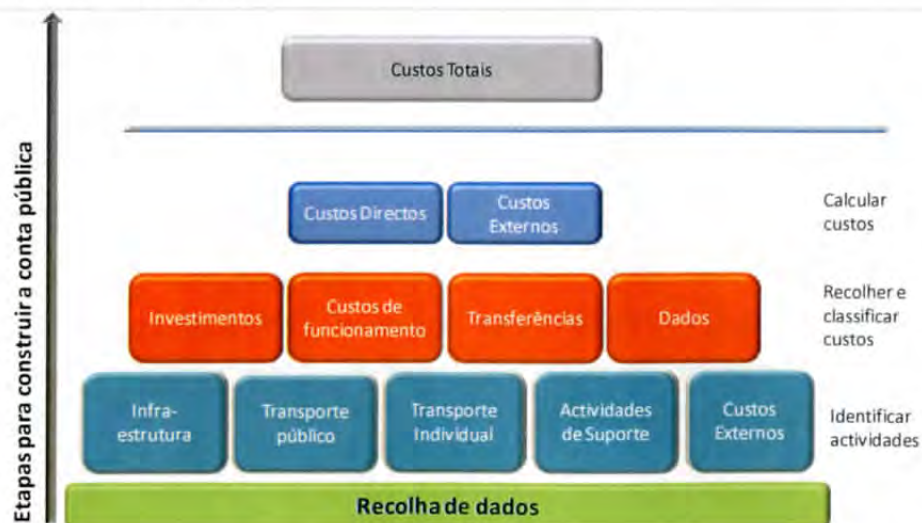 Etapas para construir a conta pública
Custos Totais
Custos Directos
Custos
Externos
Calcular
custos
Investimentos
Custos de
funcionamento
Transferências
Dados
Recolher e
classificar
custos
Infra-
estrutura
Transporte
público
Transporte
Individual
Actividades
de Suporte
Custos
Externos
Identificar
actividades
Recolha de dados